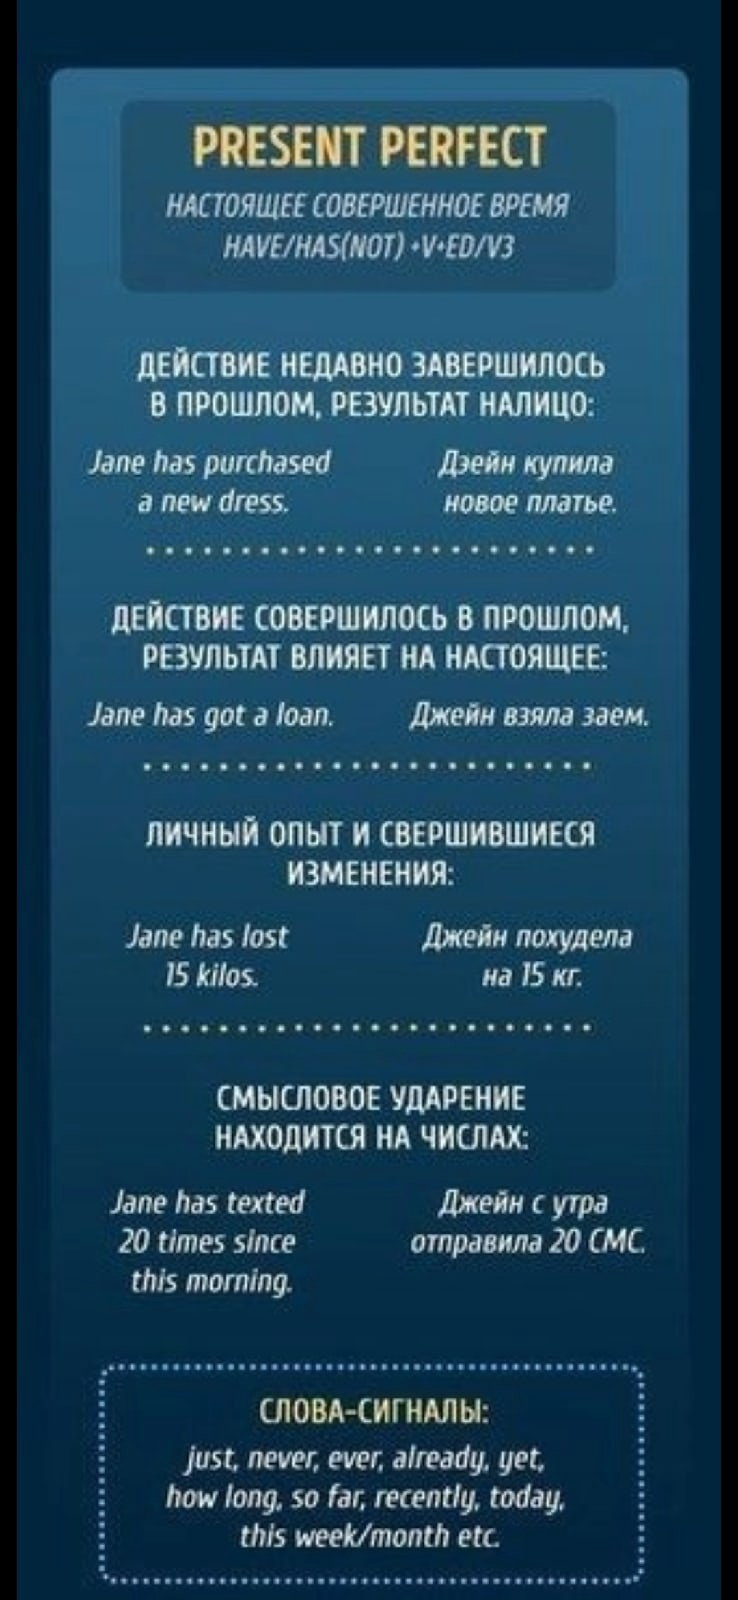 PRESENT PERFECT
НАСТОЯЩЕЕ СОВЕРШЕННОЕ ВРЕМЯ
HAVE/HAS(NOT) +V+ED/V3
ДЕЙСТВИЕ НЕДАВНО ЗАВЕРШИЛОСЬ
В ПРОШЛОМ, РЕЗУЛЬТАТ НАЛИЦО:
Jane has purchased
a new dress.
Дэейн купила
новое платье.
ДЕЙСТВИЕ СОВЕРШИЛОСЬ В ПРОШЛОМ,
РЕЗУЛЬТАТ ВЛИЯЕТ НА НАСТОЯЩЕЕ:
Jane has got a loan.
Джейн взяла заем.
ЛИЧНЫЙ ОПЫТ И СВЕРШИВШИЕСЯ
ИЗМЕНЕНИЯ:
Jane has lost
15 kilos.
Джейн похудела
на 15 кг.
СМЫСЛОВОЕ УДАРЕНИЕ
НАХОДИТСЯ НА ЧИСЛАХ:
Jane has texted
20 times since
this morning.
Джейн с утра
отправила 20 СМС.
СЛОВА-СИГНАЛЫ:
just, never, ever, already, yet,
how long, so far, recently, today,
this week/month etc.